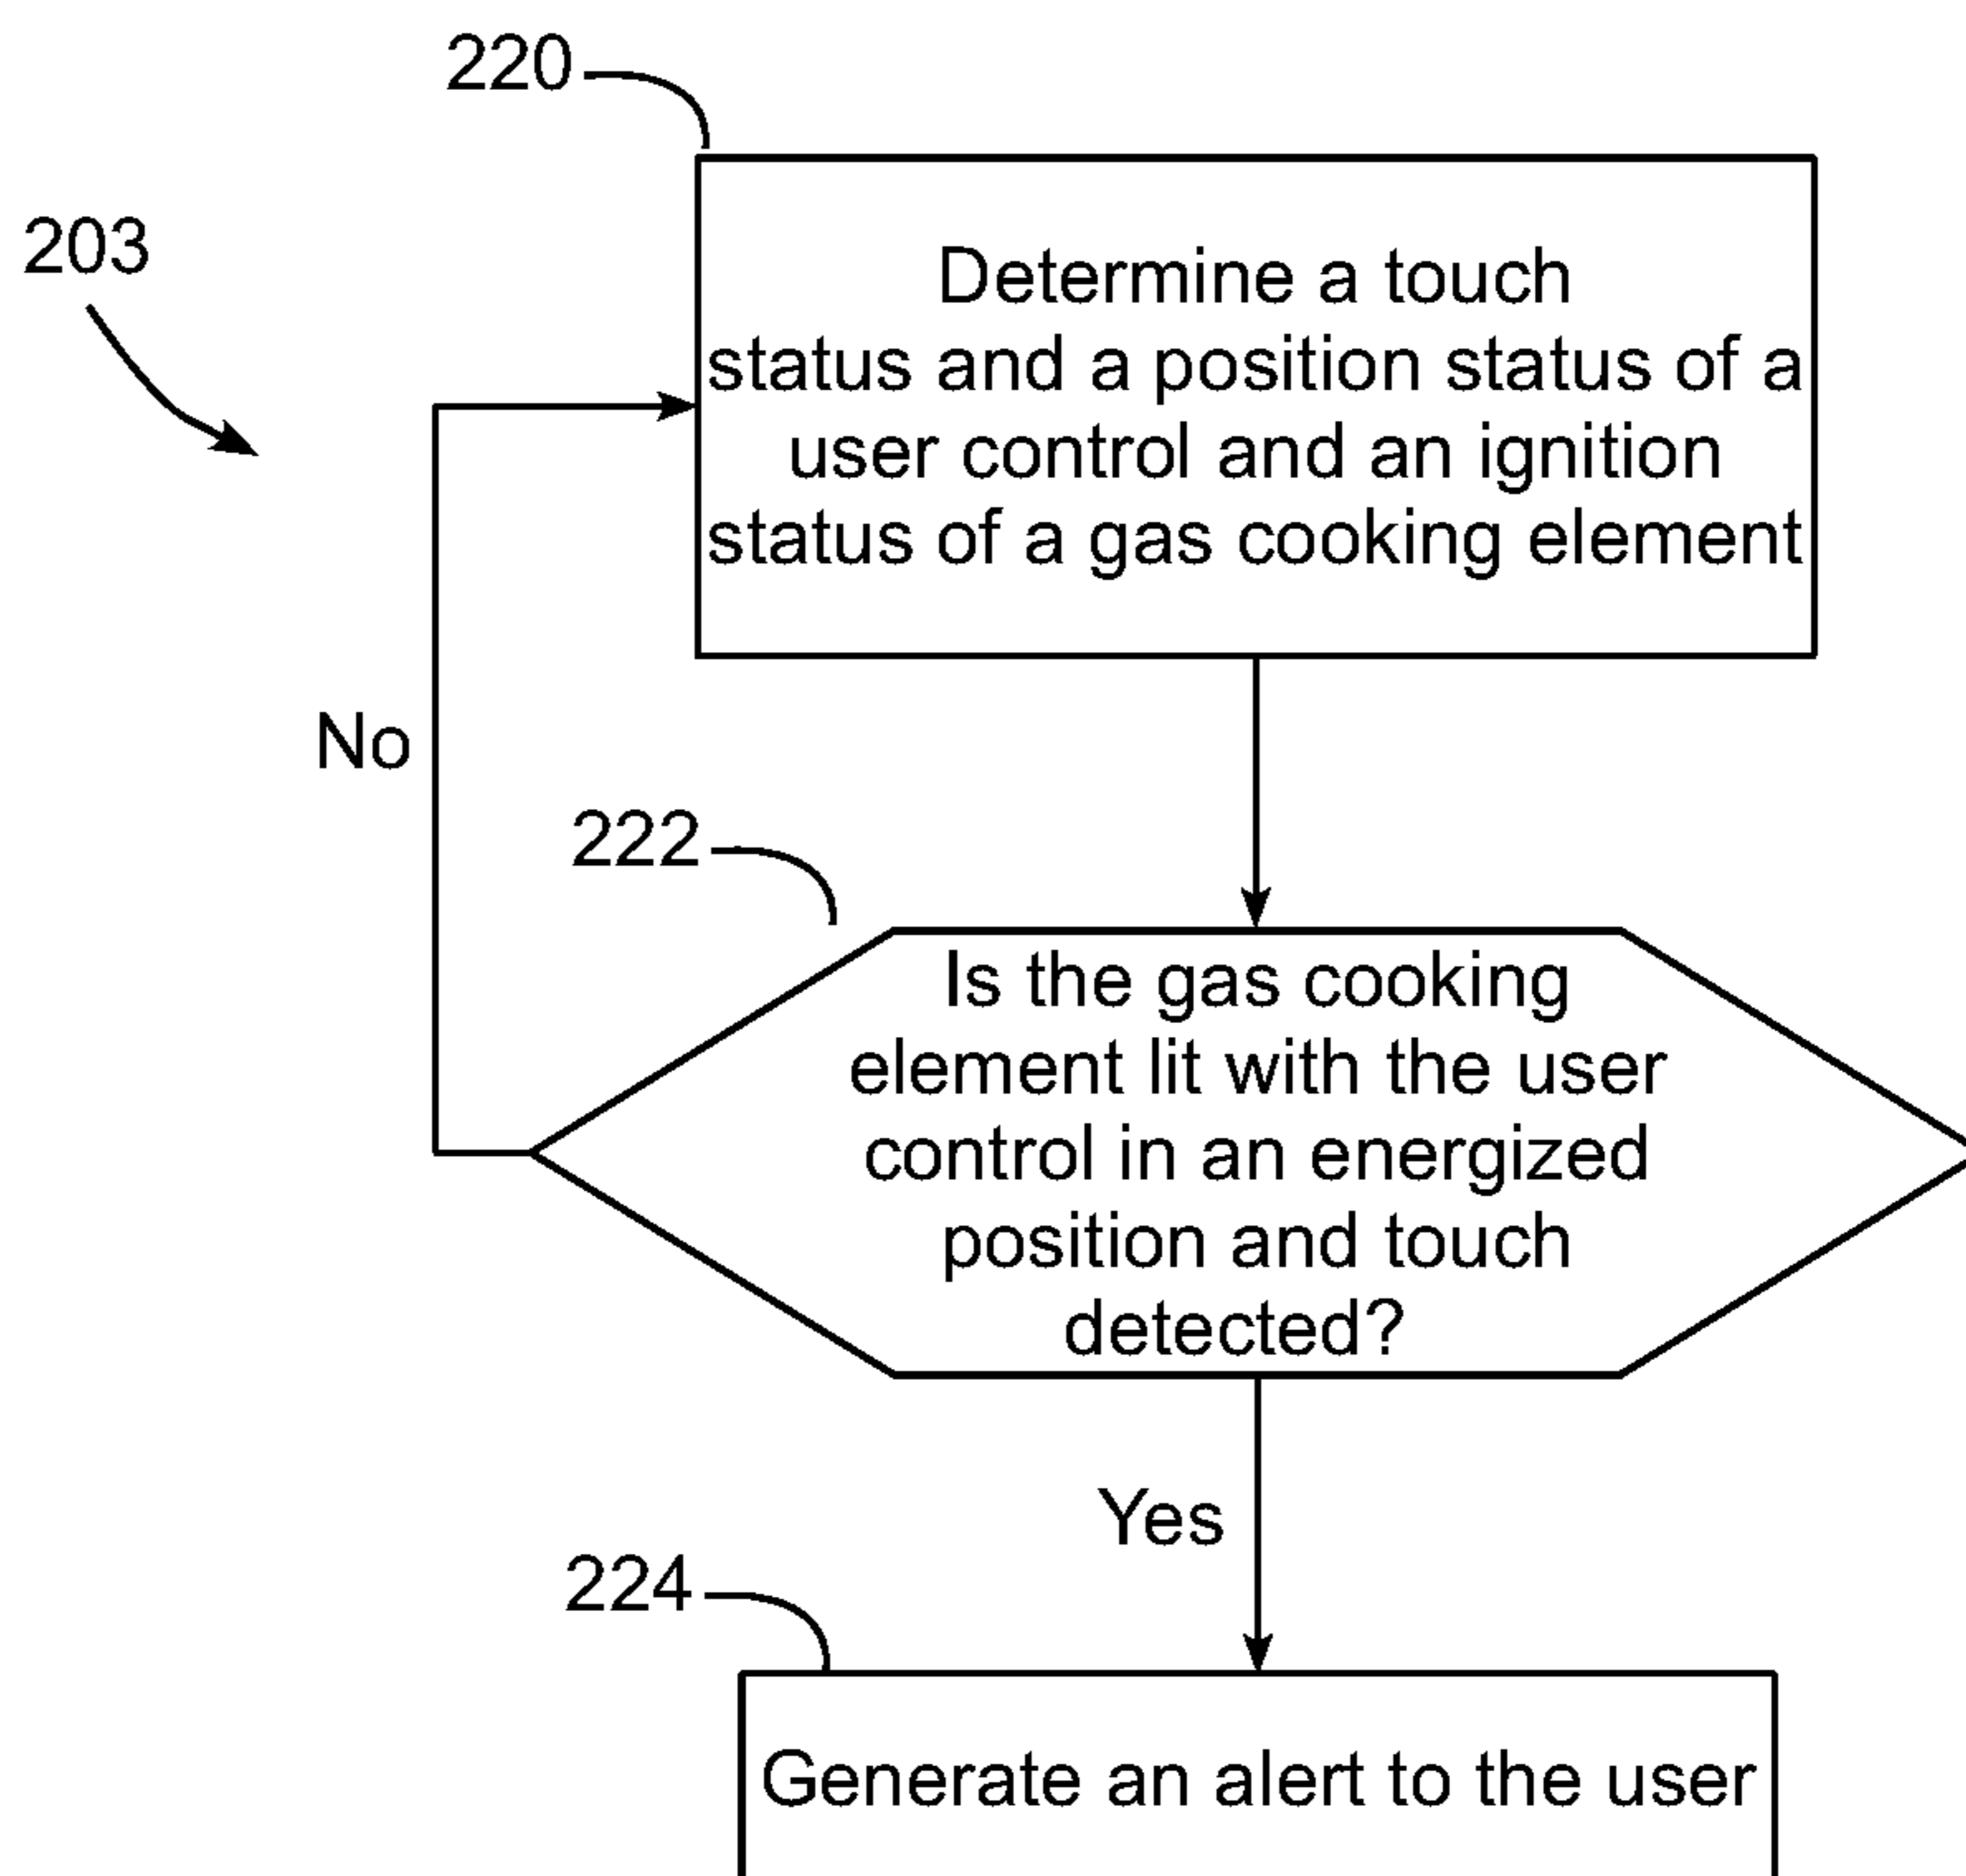 220
203
Determine a touch
status and a position status of a
user control and an ignition
status of a gas cooking element
No
222
Is the gas cooking
element lit with the user
control in an energized
position and touch
detected?
Yes
224
Generate an alert to the user